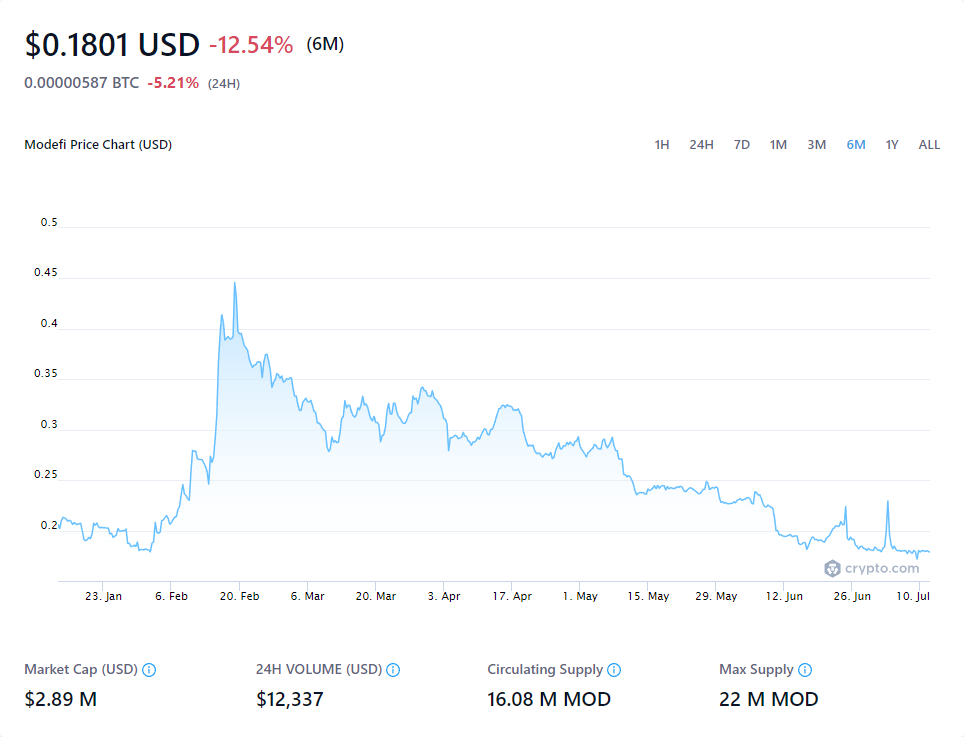 $0.1801 USD -12.54% (6M)
0.00000587 BTC -5.21% (24H)
Modefi Price Chart (USD) 1H 24H 7D 1M 3M 6M 1Y ALL
0.5
0.45
0.4
0.35
0.3
0.25
0.2
crypto.com
23. Jan 6. Feb 20. Feb 6. Mar 20. Mar 3. Apr 17. Apr 1. May 15. May 29. May 12. Jun 26. Jun 10. Jul
Market Cap (USD) 24H VOLUME (USD) Circulating Supply Max Supply
$2.89 M $12,337 16.08 M MOD 22 M MOD